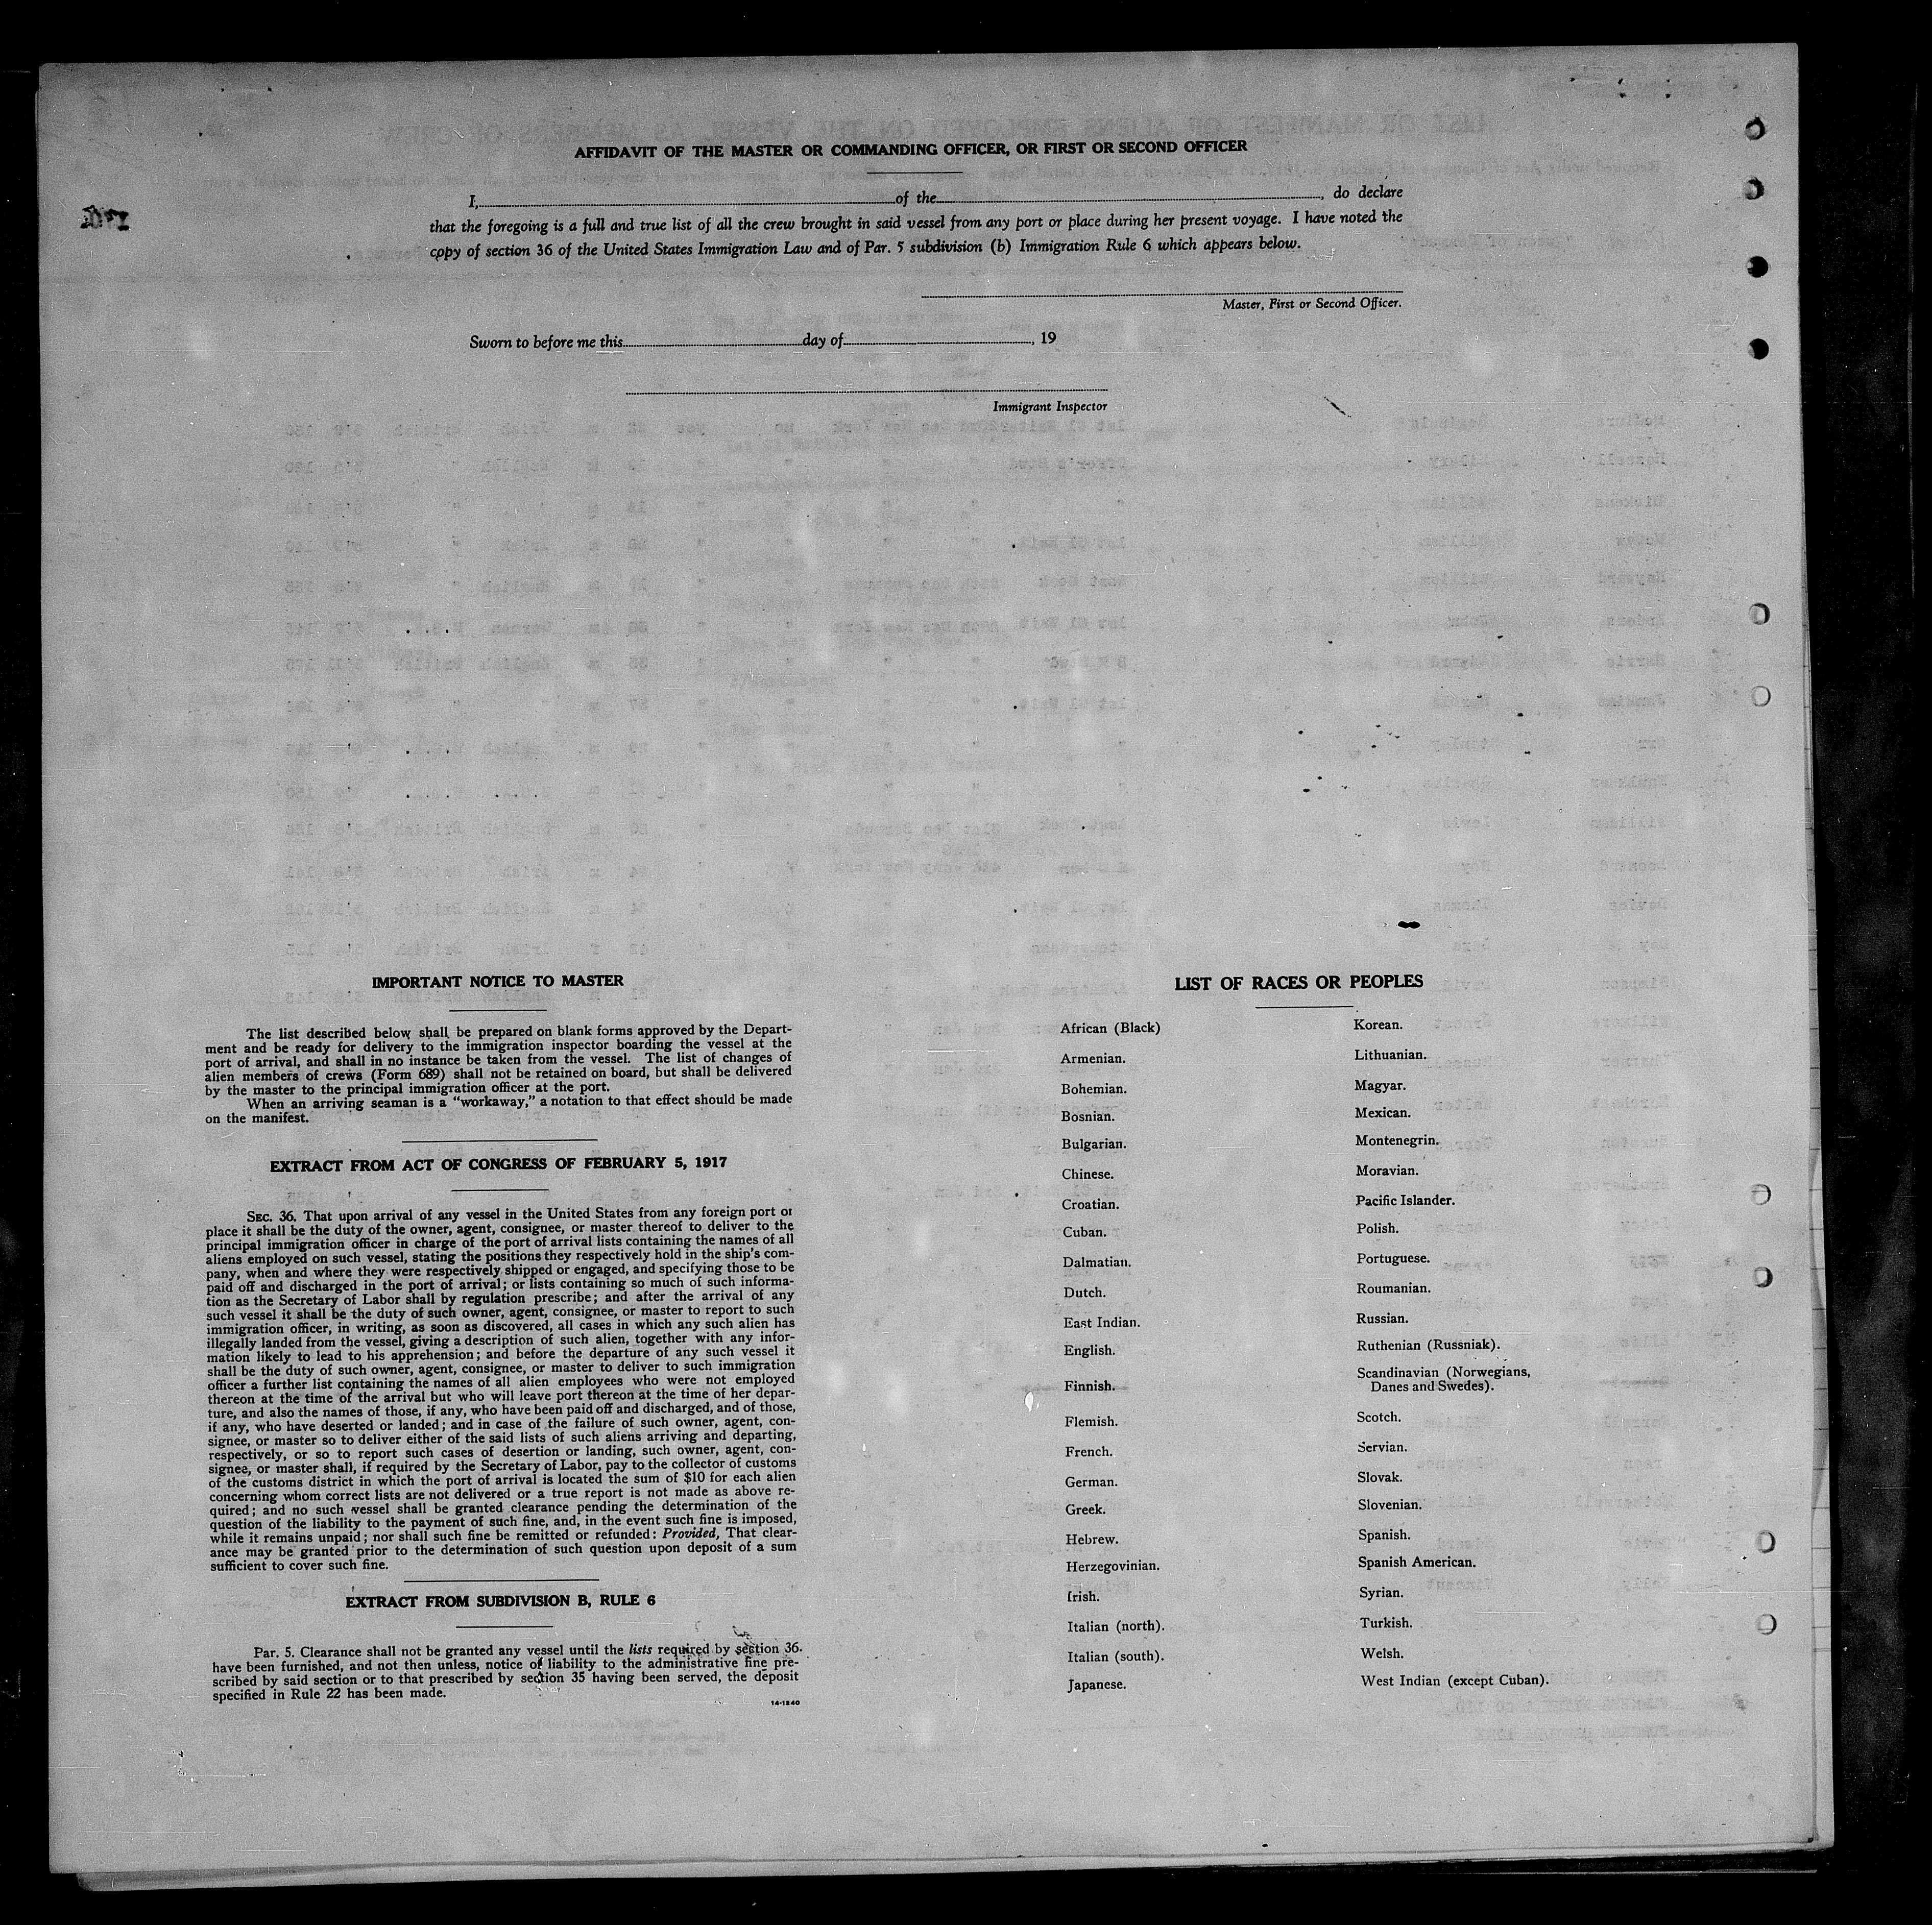 AFFIDAVIT OF THE MASTER OR COMMANDING OFFICER, OR FIRST OR SECOND OFFICER
I, of the , do declare
that the foregoing is a full and true list of all the crew brought in said vessel from any port or place during her present voyage. I have noted the
copy of section 36 of the United States Immigration Law and of Par. 5 subdivision (b) Immigration Rule 6 which appears below.
Master, First or Second Officer.
Sworn to before me this day of , 19
Immigrant Inspector
IMPORTANT NOTICE TO MASTER
The list described below shall be prepared on blank forms approved by the Depart-
ment and be ready for delivery to the immigration inspector boarding the vessel at the
port of arrival, and shall in no instance be taken from the vessel. The list of changes of
alien members of crews (Form 689) shall not be retained on board, but shall be delivered
by the master to the principal immigration officer at the port.
When an arriving seaman is a “workaway,” a notation to that effect should be made
on the manifest.
EXTRACT FROM ACT OF CONGRESS OF FEBRUARY 5, 1917
SEC. 36. That upon arrival of any vessel in the United States from any foreign port or
place it shall be the duty of the owner, agent, consignee, or master thereof to deliver to the
principal immigration officer in charge of the port of arrival lists containing the names of all
aliens employed on such vessel, stating the positions they respectively hold in the ship's com-
pany, when and where they were respectively shipped or engaged, and specifying those to be
paid off and discharged in the port of arrival; or lists containing so much of such informa-
tion as the Secretary of Labor shall by regulation prescribe; and after the arrival of any
such vessel it shall be the duty of such owner, agent, consignee, or master to report to such
immigration officer, in writing, as soon as discovered, all cases in which any such alien has
illegally landed from the vessel, giving a description of such alien, together with any infor-
mation likely to lead to his apprehension; and before the departure of any such vessel it
shall be the duty of such owner, agent, consignee, or master to deliver to such immigration
officer a further list containing the names of all alien employees who were not employed
thereon at the time of the arrival but who will leave port thereon at the time of her depar-
ture, and also the names of those, if any, who have been paid off and discharged, and of those,
if any, who have deserted or landed; and in case of the failure of such owner, agent, con-
signee, or master so to deliver either of the said lists of such aliens arriving and departing,
respectively, or so to report such cases of desertion or landing, such owner, agent, con-
signee, or master shall, if required by the Secretary of Labor, pay to the collector of customs
of the customs district in which the port of arrival is located the sum of $10 for each alien
concerning whom correct lists are not delivered or a true report is not made as above re-
quired; and no such vessel shall be granted clearance pending the determination of the
question of the liability to the payment of such fine, and, in the event such fine is imposed,
while it remains unpaid; nor shall such fine be remitted or refunded: Provided, That clear-
ance may be granted prior to the determination of such question upon deposit of a sum
sufficient to cover such fine.
EXTRACT FROM SUBDIVISION B, RULE 6
Par. 5. Clearance shall not be granted any vessel until the lists required by section 36.
have been furnished, and not then unless, notice of liability to the administrative fine pre-
scribed by said section or to that prescribed by section 35 having been served, the deposit
specified in Rule 22 has been made.
14-1240
LIST OF RACES OR PEOPLES
African (Black)
Armenian.
Bohemian.
Bosnian.
Bulgarian.
Chinese.
Croatian.
Cuban.
Dalmatian.
Dutch.
East Indian.
English.
Finnish.
Flemish.
French.
German.
Greek.
Hebrew.
Herzegovinian.
Irish.
Italian (north).
Italian (south).
Japanese.
Korean.
Lithuanian.
Magyar.
Mexican.
Montenegrin.
Moravian.
Pacific Islander.
Polish.
Portuguese.
Roumanian.
Russian.
Ruthenian (Russniak).
Scandinavian (Norwegians,
Danes and Swedes).
Scotch.
Servian.
Slovak.
Slovenian.
Spanish.
Spanish American.
Syrian.
Turkish.
Welsh.
West Indian (except Cuban).